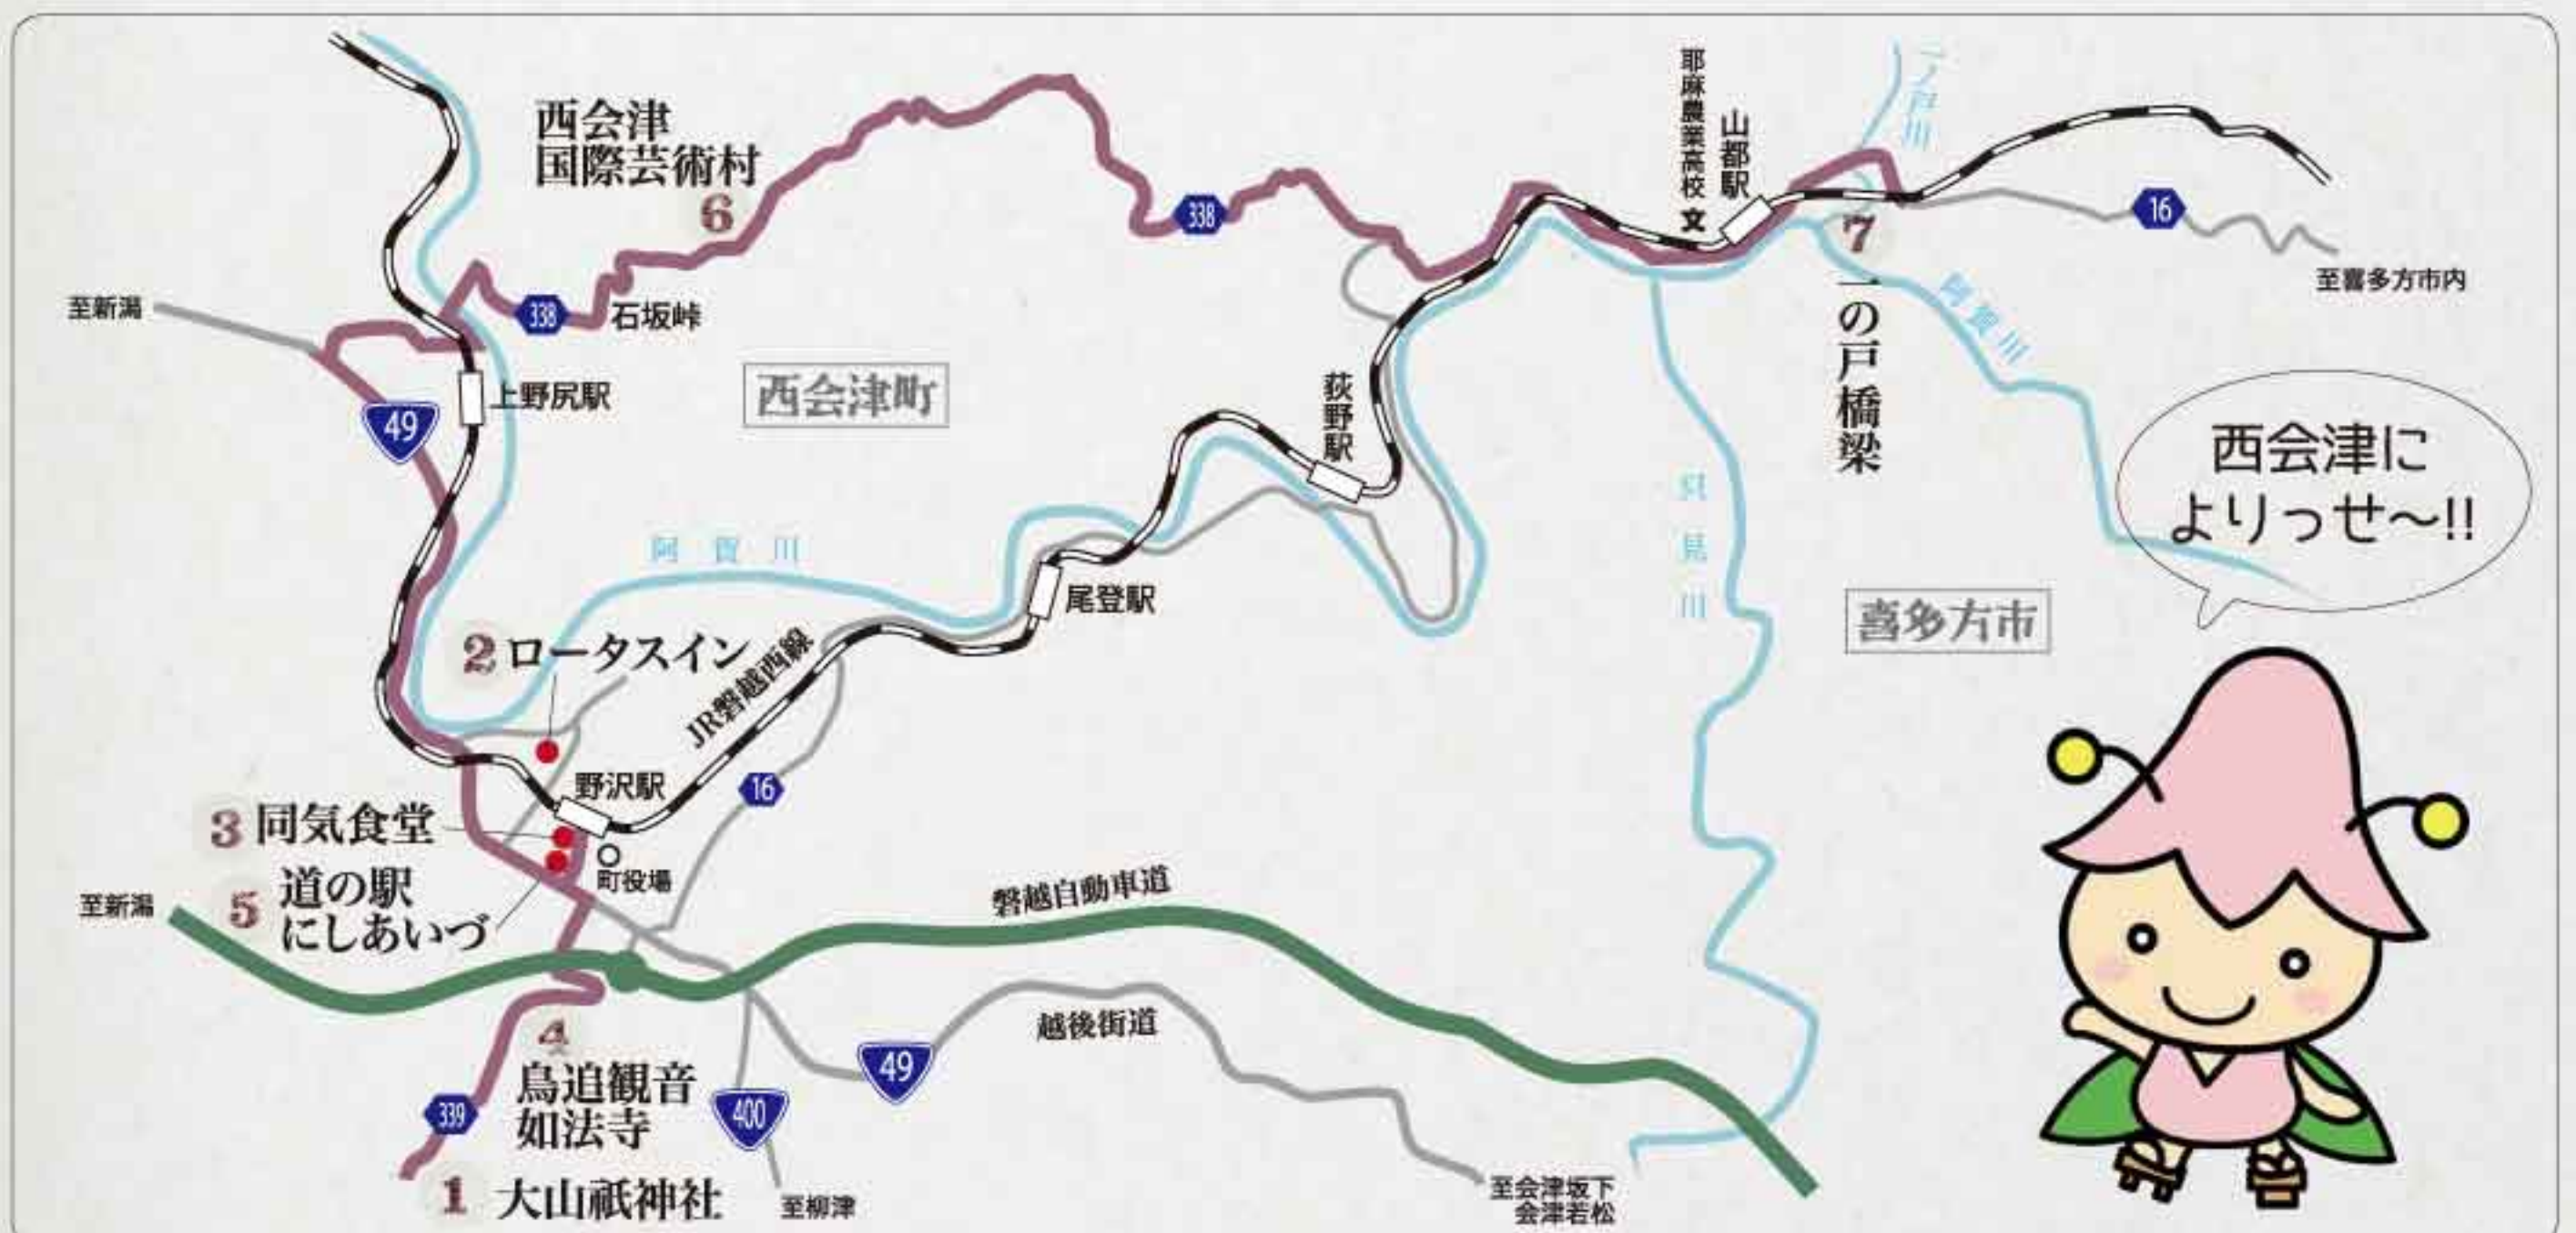 西会津
国際芸術村
6
耶麻農業高校 文
山都駅
一ノ戸川
338
16
7
一の戸橋梁
至喜多方市内
至新潟
338
石坂峠
阿賀川
上野尻駅
49
西会津町
荻野駅
西会津に
よりっせ〜!!
只見川
阿賀川
尾登駅
喜多方市
2 ロータスイン
JR磐越西線
野沢駅
16
3 同気食堂
町役場
5 道の駅
にしあいづ
至新潟
磐越自動車道
越後街道
4
鳥追観音
如法寺
49
339
400
1 大山祇神社
至柳津
至会津坂下
会津若松